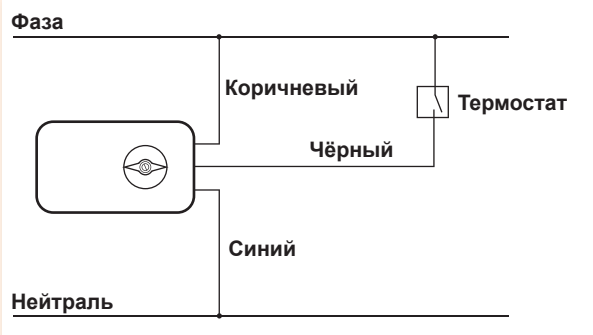 Фаза
Коричневый
Термостат
Чёрный
Синий
Нейтраль